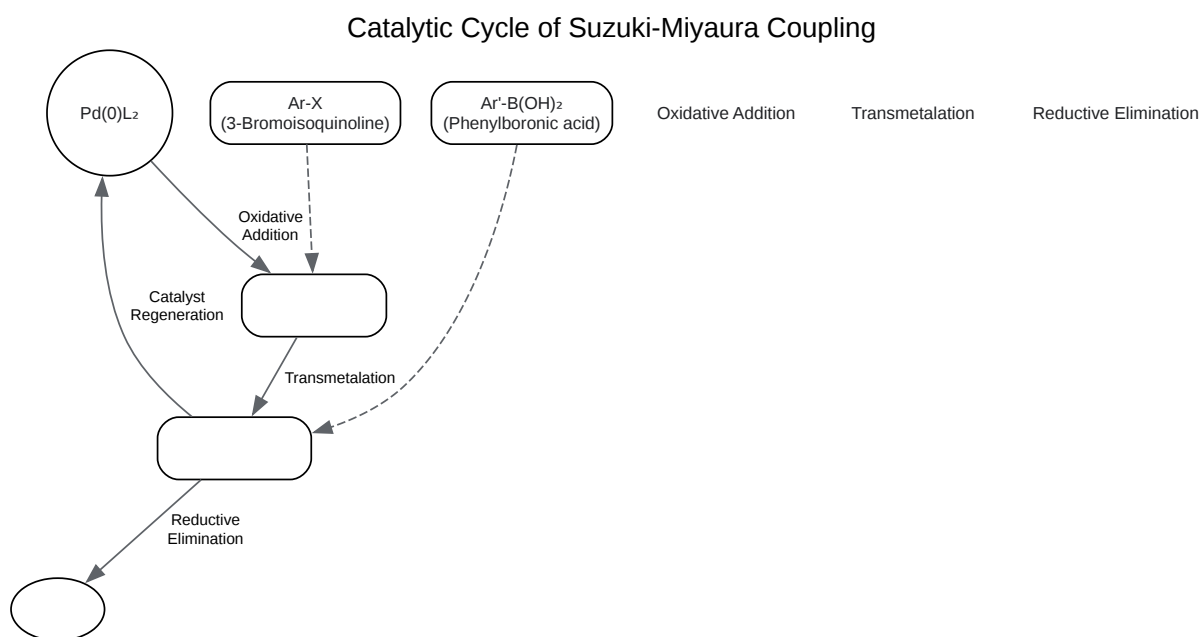 Catalytic Cycle of Suzuki-Miyaura Coupling
Pd(0)L₂
Ar-X
(3-Bromoisoquinoline)
Ar'-B(OH)₂
(Phenylboronic acid)
Oxidative Addition
Transmetalation
Reductive Elimination
Oxidative
Addition
Catalyst
Regeneration
Transmetalation
Reductive
Elimination